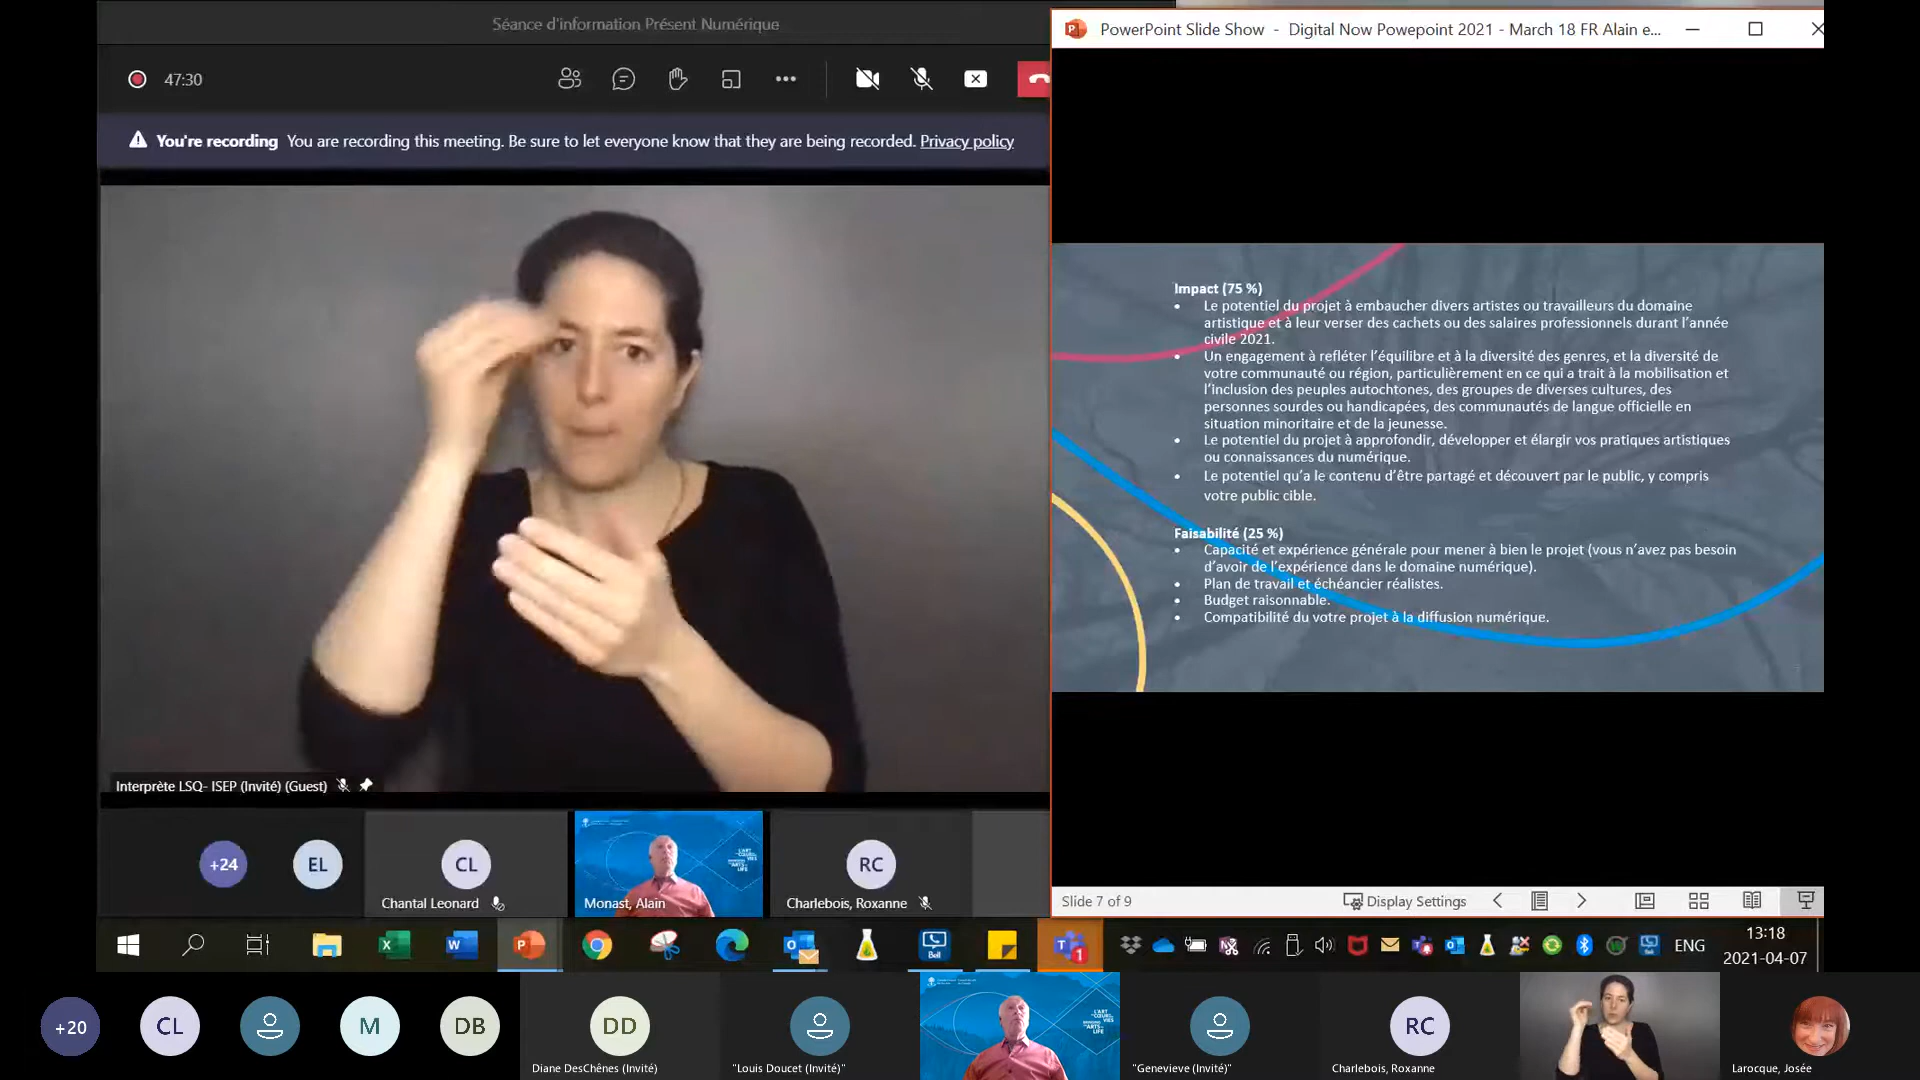 Séance d'information Présent Numérique
47:30
You're recording You are recording this meeting. Be sure to let everyone know that they are being recorded. Privacy policy
Interprète LSQ- ISEP (Invité) (Guest)
+24
EL
CL
Chantal Leonard
Monast, Alain
RC
Charlebois, Roxanne
PowerPoint Slide Show - Digital Now Powepoint 2021 - March 18 FR Alain e...
Impact (75 %)
• Le potentiel du projet à embaucher divers artistes ou travailleurs du domaine
artistique et à leur verser des cachets ou des salaires professionnels durant l'année
civile 2021.
• Un engagement à refléter l'équilibre et à la diversité des genres, et la diversité de
votre communauté ou région, particulièrement en ce qui a trait à la mobilisation et
l'inclusion des peuples autochtones, des groupes de diverses cultures, des
personnes sourdes ou handicapées, des communautés de langue officielle en
situation minoritaire et de la jeunesse.
• Le potentiel du projet à approfondir, développer et élargir vos pratiques artistiques
ou connaissances du numérique.
• Le potentiel qu'a le contenu d'être partagé et découvert par le public, y compris
votre public cible.
Faisabilité (25 %)
• Capacité et expérience générale pour mener à bien le projet (vous n'avez pas besoin
d'avoir de l'expérience dans le domaine numérique).
• Plan de travail et échéancier réalistes.
• Budget raisonnable.
• Compatibilité du votre projet à la diffusion numérique.
Slide 7 of 9
Display Settings
Bell
1
ENG
13:18
2021-04-07
+20
CL
M
DB
DD
Diane DesChênes (Invité)
"Louis Doucet (Invité)"
"Genevieve (Invité)"
RC
Charlebois, Roxanne
Larocque, Josée